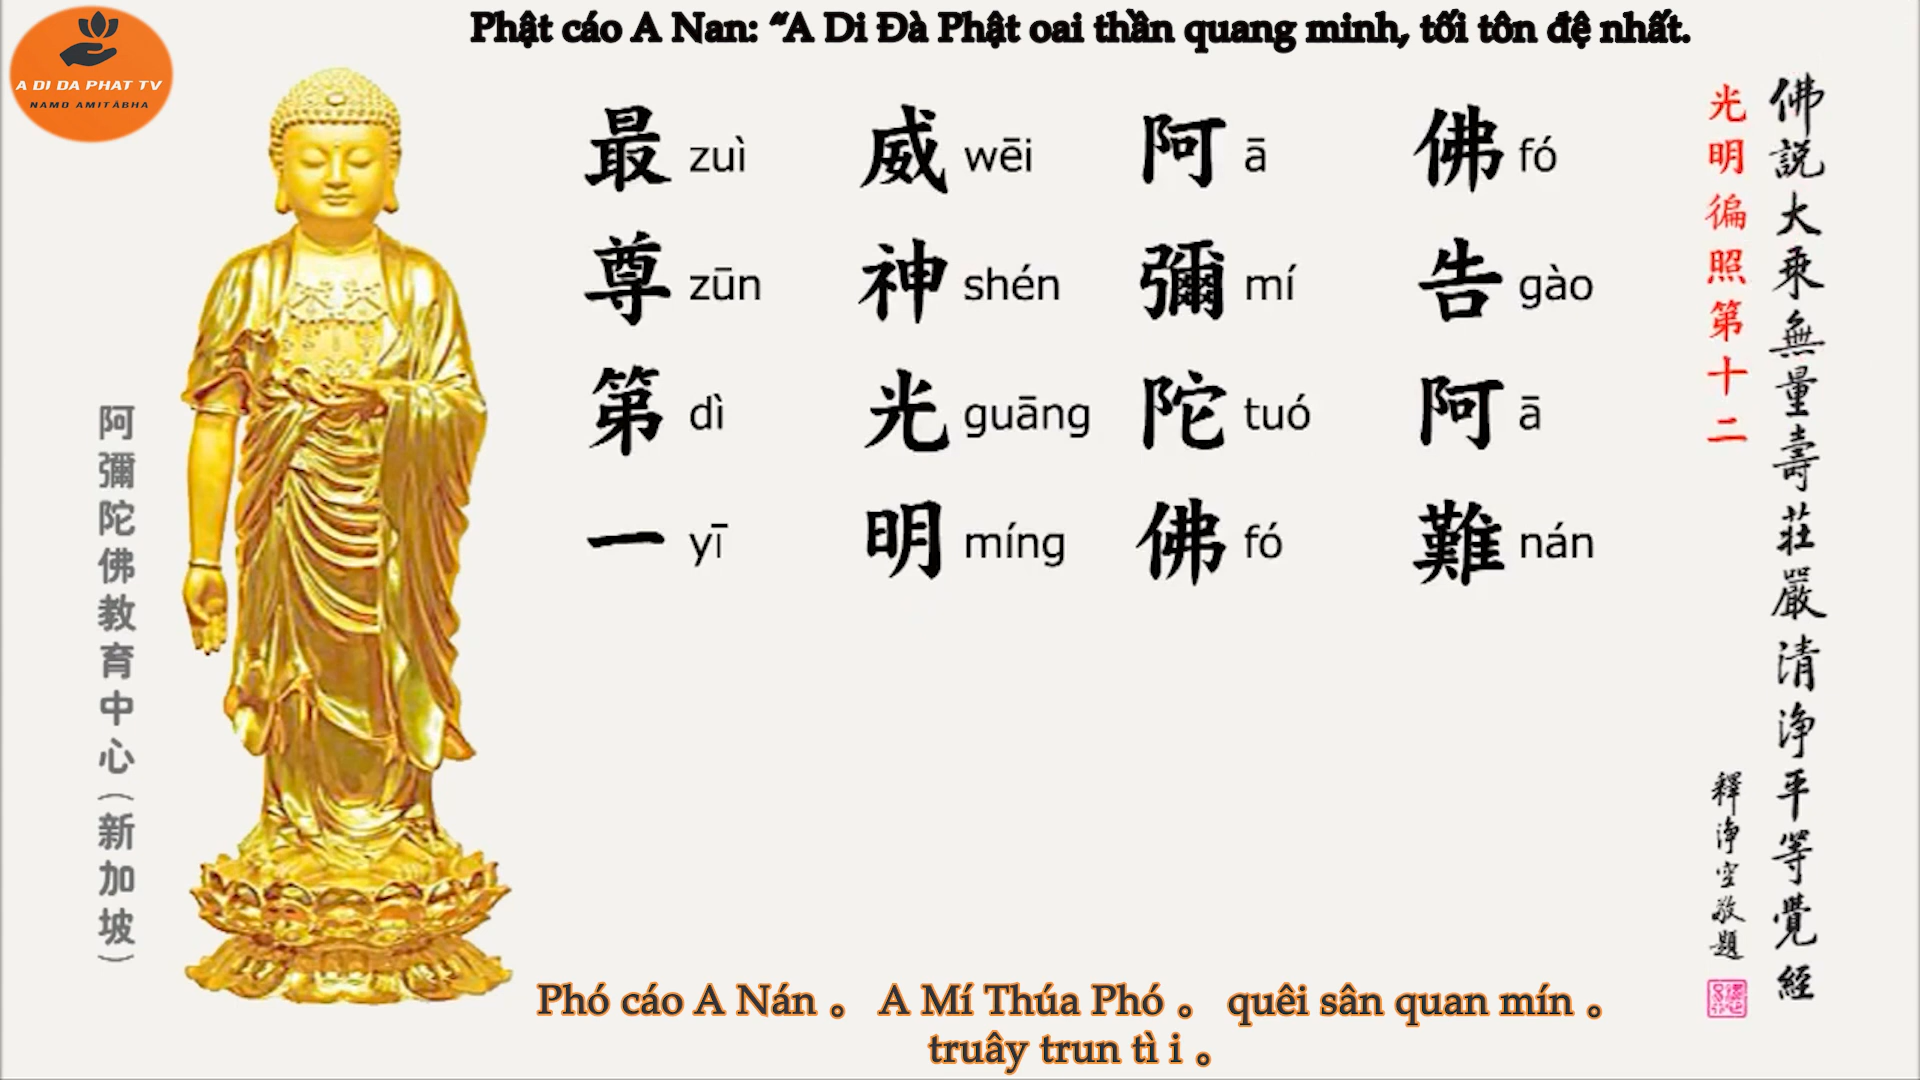 Phật cáo A Nan: “A Di Đà Phật oai thần quang minh, tối tôn đệ nhất.
A DI DA PHAT TV
NAMO AMITÀBHA
佛說大乘無量壽莊嚴清淨平等覺經
光明徧照第十二
釋淨空敬題
佛 fó 告 gào 阿 ā 難 nán
阿 ā 彌 mí 陀 tuó 佛 fó
威 wēi 神 shén 光 guāng 明 míng
最 zuì 尊 zūn 第 dì 一 yī
阿彌陀佛教育中心(新加坡)
Phó cáo A Nán 。 A Mí Thúa Phó 。 quêi sân quan mín 。
truây trun tì i 。